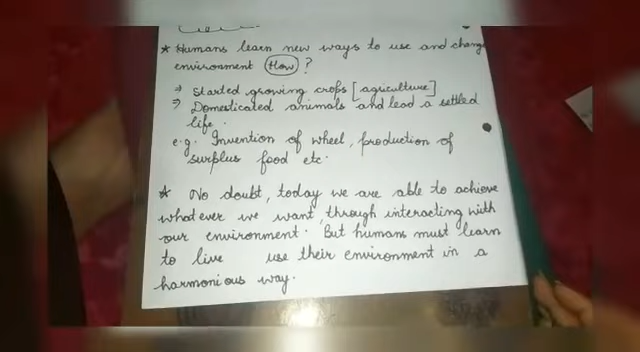 * Humans learn new ways to use and change
environment (How)?
⇒ Started growing crops [agriculture]
⇒ Domesticated animals and lead a settled
life.
e.g. Invention of wheel, production of
surplus food etc.
* No doubt, today we are able to achieve
whatever we want, through interacting with
our environment. But humans must learn
to live use their environment in a
harmonious way.